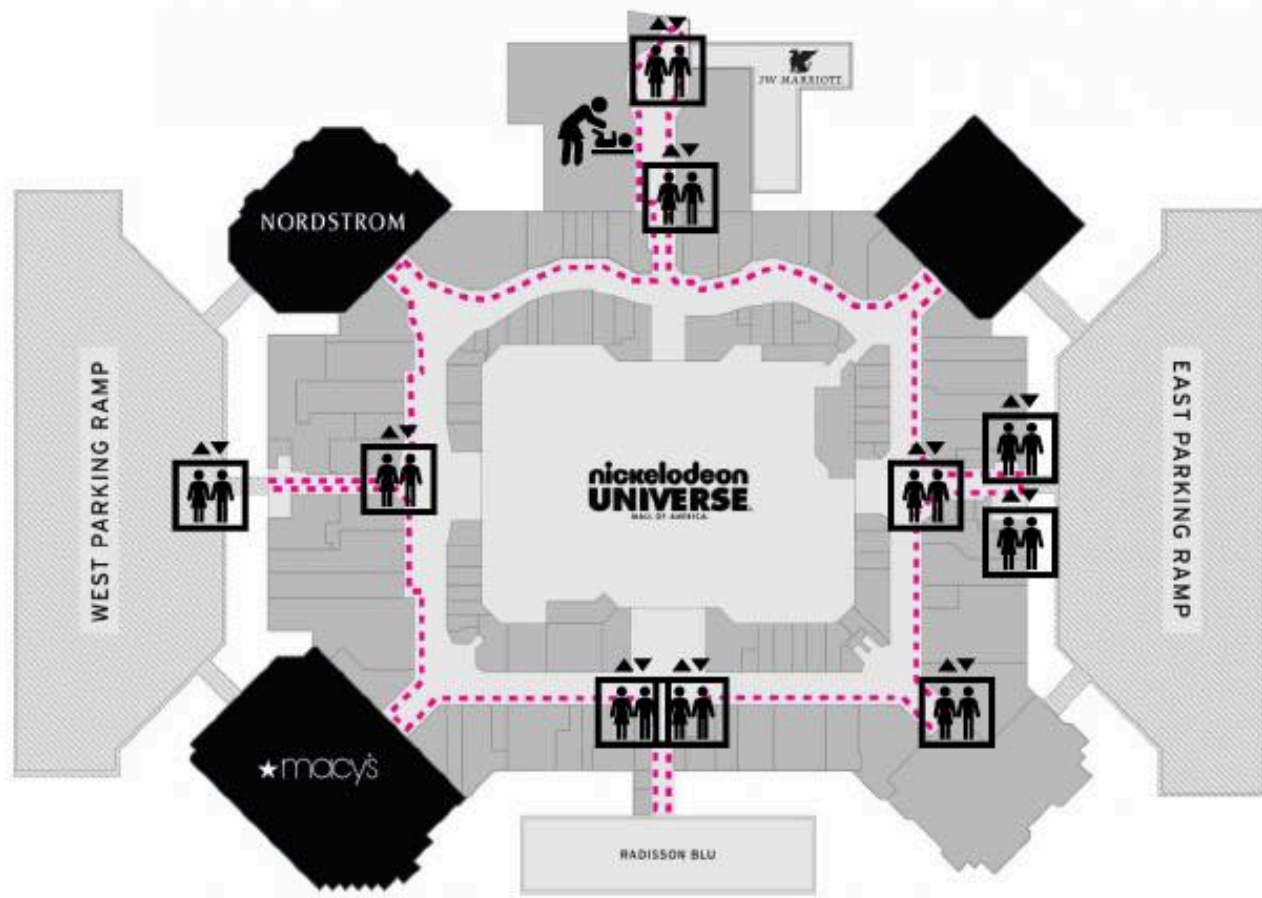 JW MARRIOTT
NORDSTROM
WEST PARKING RAMP
EAST PARKING RAMP
nickelodeon
UNIVERSE
MALL OF AMERICA
macy's
RADISSON BLU